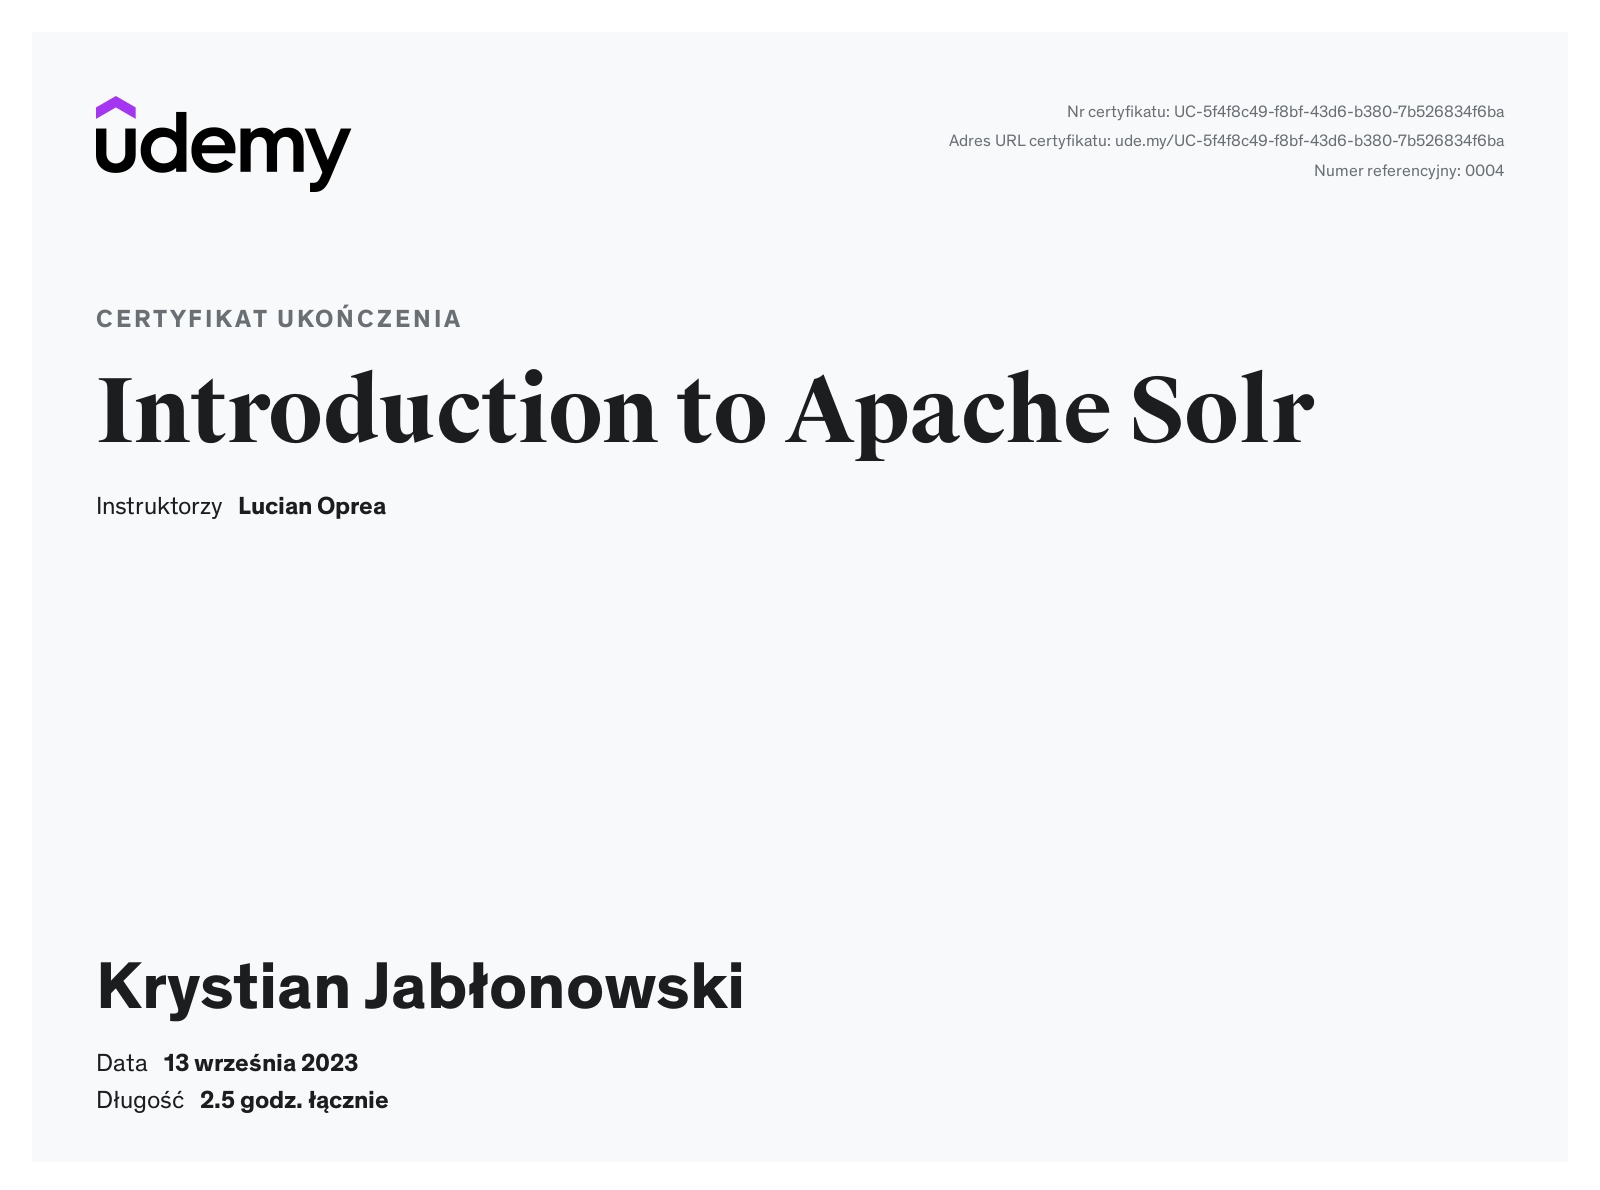 udemy
Nr certyfikatu: UC-5f4f8c49-f8bf-43d6-b380-7b526834f6ba
Adres URL certyfikatu: ude.my/UC-5f4f8c49-f8bf-43d6-b380-7b526834f6ba
Numer referencyjny: 0004
CERTYFIKAT UKOŃCZENIA
Introduction to Apache Solr
Instruktorzy Lucian Oprea
Krystian Jabłonowski
Data 13 września 2023
Długość 2.5 godz. łącznie